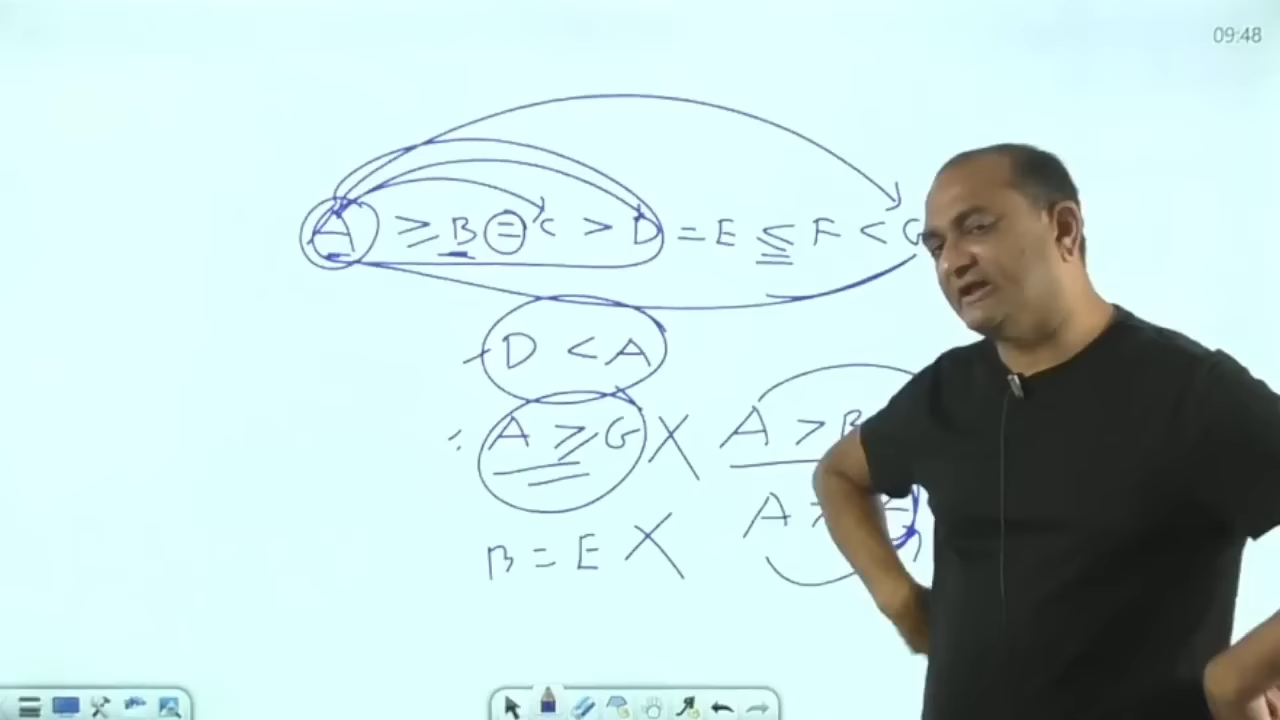 09:48
A ≥ B = C > D = E ≤ F < G
D < A
A ≥ G X A > B
B = E X A >